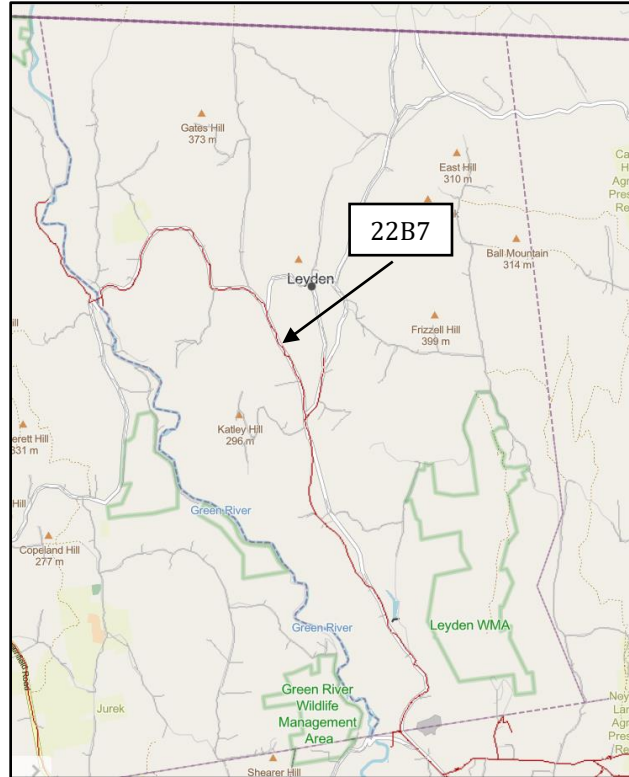 Gates Hill
373 m
East Hill
310 m
22B7
Ball Mountain
314 m
Leyden
Frizzell Hill
399 m
Katley Hill
296 m
Green River
Copeland Hill
277 m
Green River
Leyden WMA
Green River
Wildlife
Management
Area
Jurek
Shearer Hill